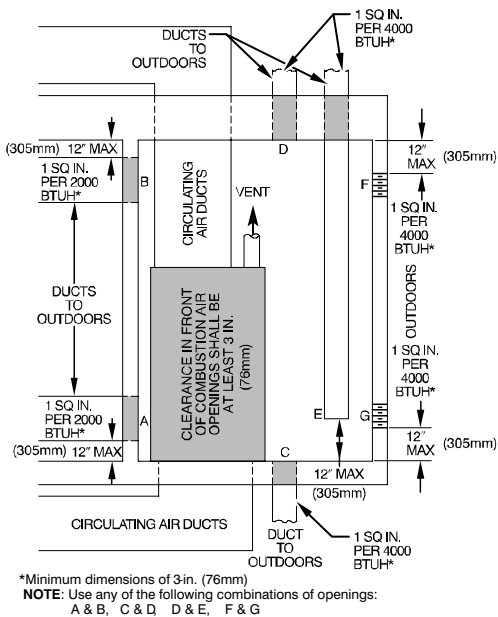 DUCTS
TO
OUTDOORS
1 SQ IN.
PER 4000
BTUH*
(305mm) 12" MAX
1 SQ IN.
PER 2000
BTUH*
B
CIRCULATING
AIR DUCTS
VENT
D
12"
MAX
(305mm)
F
1 SQ IN.
PER
4000
BTUH*
DUCTS
TO
OUTDOORS
CLEARANCE IN FRONT
OF COMBUSTION AIR
OPENINGS SHALL BE
AT LEAST 3 IN.
(76mm)
OUTDOORS
1 SQ IN.
PER
4000
BTUH*
1 SQ IN.
PER 2000
BTUH*
A
E
G
(305mm) 12" MAX
C
12"
MAX
(305mm)
12" MAX
(305mm)
CIRCULATING AIR DUCTS
DUCT
TO
OUTDOORS
1 SQ IN.
PER 4000
BTUH*
*Minimum dimensions of 3-in. (76mm)
NOTE: Use any of the following combinations of openings:
A & B, C & D, D & E, F & G